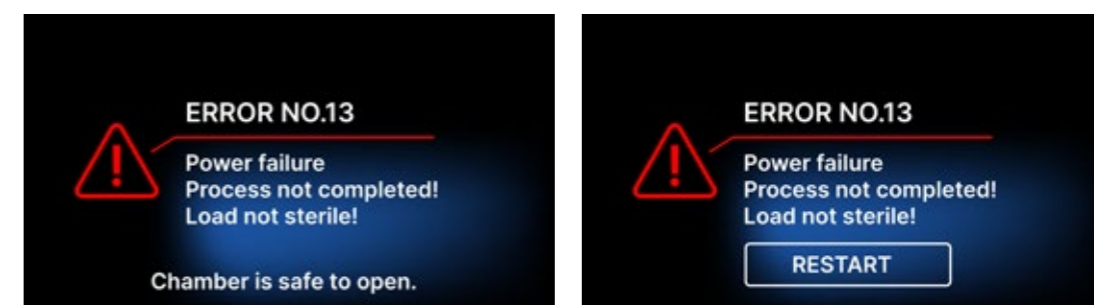 ERROR NO.13
Power failure
Process not completed!
Load not sterile!
Chamber is safe to open.
ERROR NO.13
Power failure
Process not completed!
Load not sterile!
RESTART